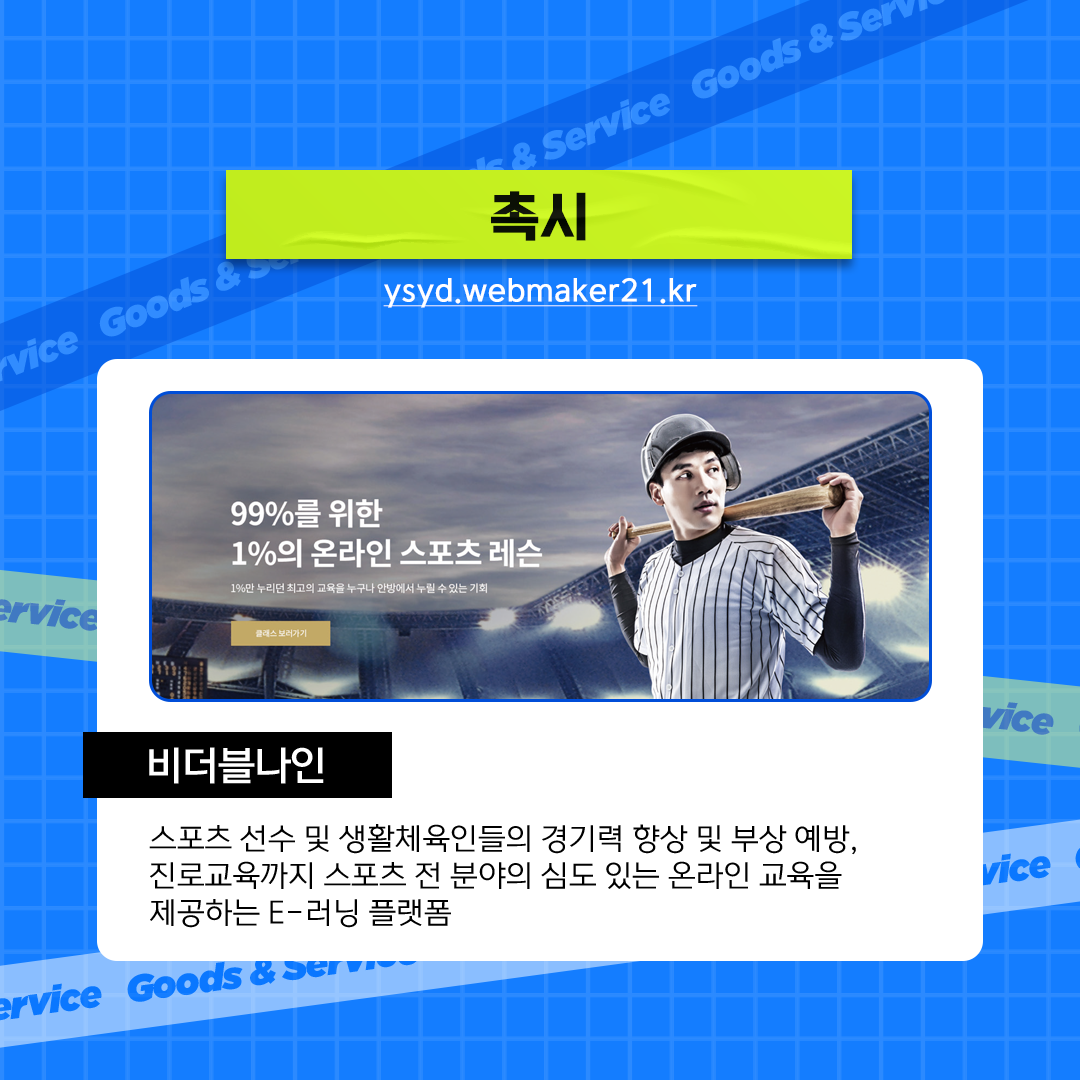 Goods & Service
Goods & Service
촉시
ysyd.webmaker21.kr
99%를 위한
1%의 온라인 스포츠 레슨
1%만 누리던 최고의 교육을 누구나 안방에서 누릴 수 있는 기회
클래스 보러가기
비더블나인
스포츠 선수 및 생활체육인들의 경기력 향상 및 부상 예방,
진로교육까지 스포츠 전 분야의 심도 있는 온라인 교육을
제공하는 E-러닝 플랫폼
Goods & Service